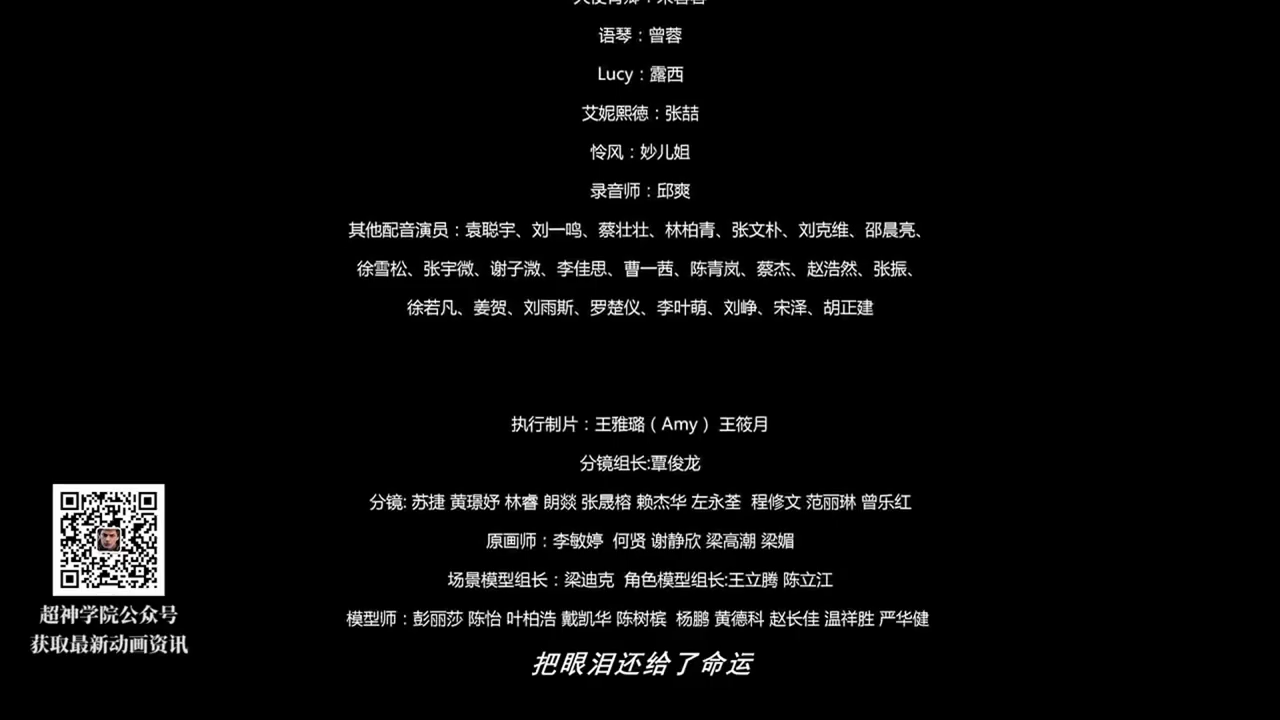 语琴：曾蓉
Lucy：露西
艾妮熙德：张喆
怜风：妙儿姐
录音师：邱爽
其他配音演员：袁聪宇、刘一鸣、蔡壮壮、林柏青、张文朴、刘克维、邵晨亮、
徐雪松、张宇微、谢子溦、李佳思、曹一茜、陈青岚、蔡杰、赵浩然、张振、
徐若凡、姜贺、刘雨斯、罗楚仪、李叶萌、刘峥、宋泽、胡正建
执行制片：王雅璐（Amy） 王筱月
分镜组长:覃俊龙
分镜: 苏捷 黄璟妤 林睿 朗燚 张晟榕 赖杰华 左永荃 程修文 范丽琳 曾乐红
原画师：李敏婷 何贤 谢静欣 梁高潮 梁媚
场景模型组长：梁迪克 角色模型组长:王立腾 陈立江
模型师：彭丽莎 陈怡 叶柏浩 戴凯华 陈树槟 杨鹏 黄德科 赵长佳 温祥胜 严华健
超神学院公众号
获取最新动画资讯
把眼泪还给了命运